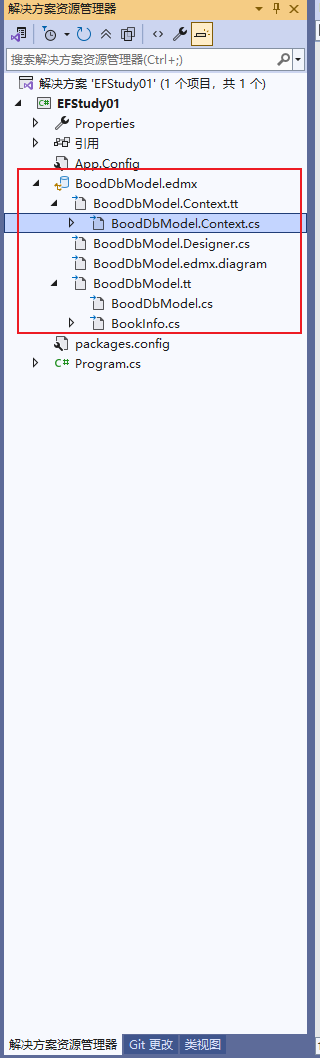 解决方案资源管理器
搜索解决方案资源管理器(Ctrl+;)
解决方案 'EFStudy01' (1 个项目，共 1 个)
EFStudy01
Properties
引用
App.Config
BoodDbModel.edmx
BoodDbModel.Context.tt
BoodDbModel.Context.cs
BoodDbModel.Designer.cs
BoodDbModel.edmx.diagram
BoodDbModel.tt
BoodDbModel.cs
BookInfo.cs
packages.config
Program.cs
解决方案资源管理器 Git 更改 类视图